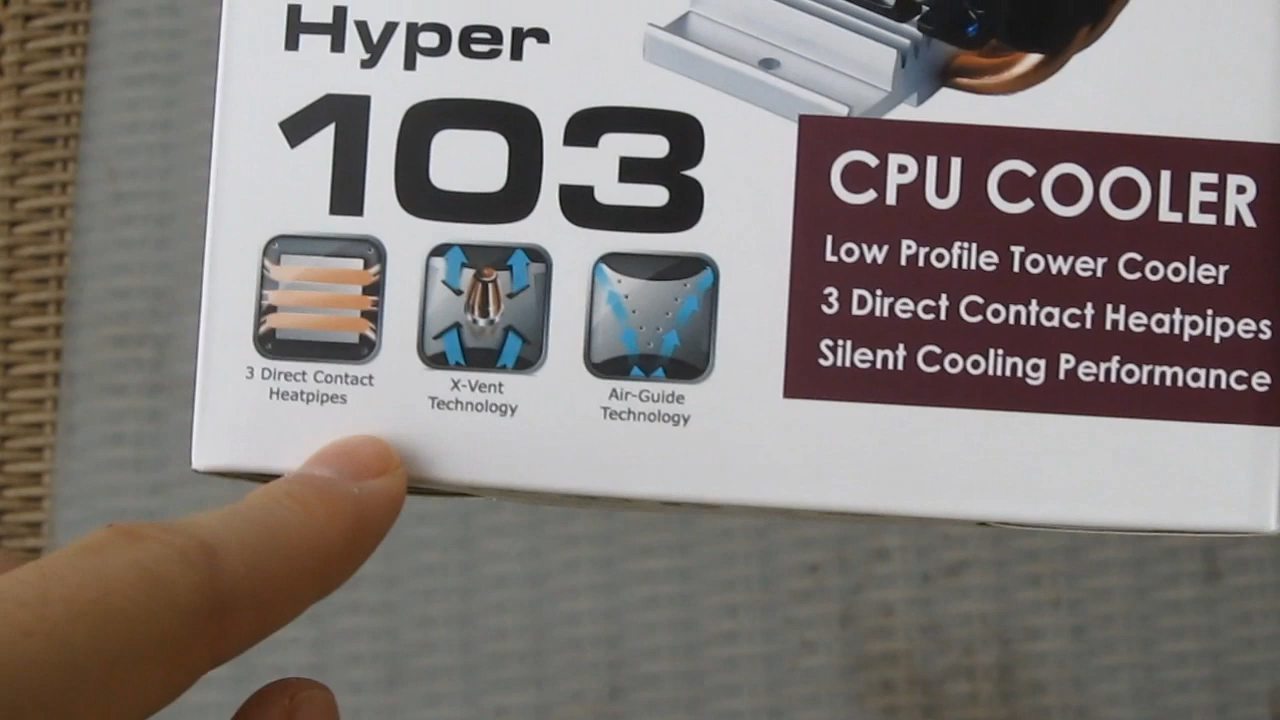 Hyper
103
3 Direct Contact
Heatpipes
X-Vent
Technology
Air-Guide
Technology
CPU COOLER
Low Profile Tower Cooler
3 Direct Contact Heatpipes
Silent Cooling Performance